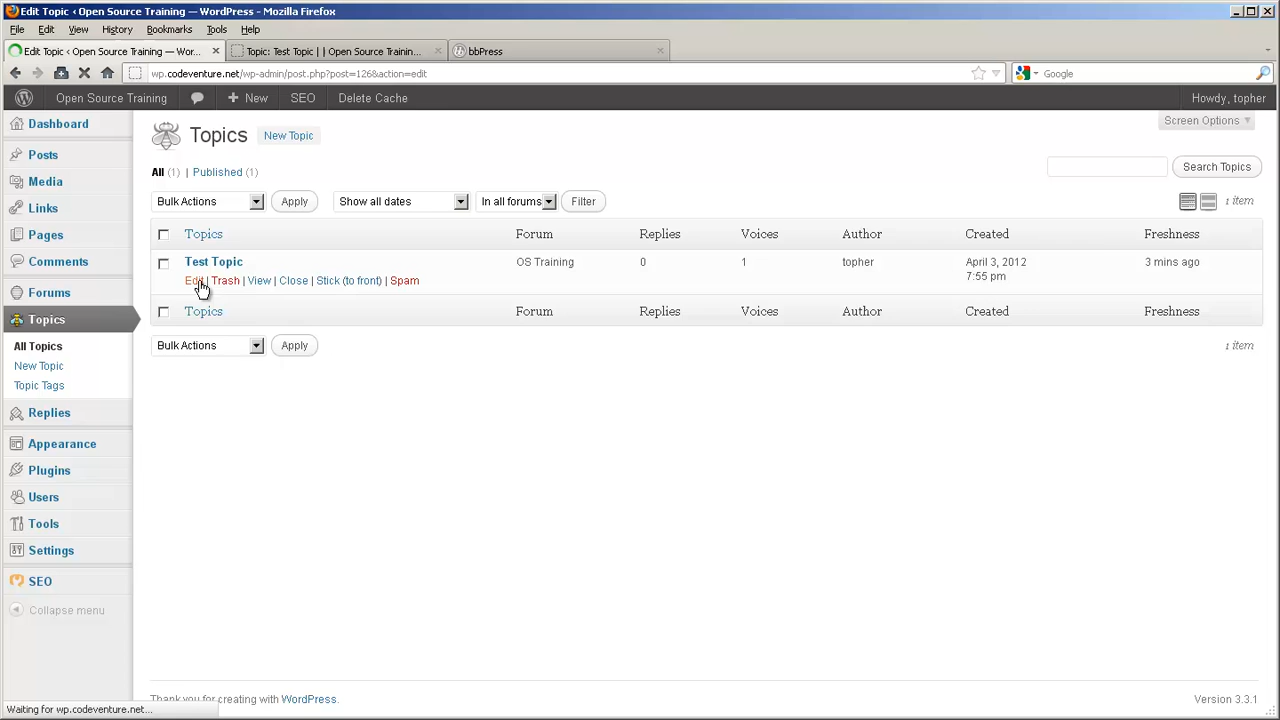 Edit Topic ‹ Open Source Training — WordPress - Mozilla Firefox
File Edit View History Bookmarks Tools Help
Edit Topic ‹ Open Source Training — Wor... Topic: Test Topic | | Open Source Trainin... bbPress
wp.codeventure.net/wp-admin/post.php?post=126&action=edit Google
Open Source Training + New SEO Delete Cache Howdy, topher
Dashboard
Posts
Media
Links
Pages
Comments
Forums
Topics
All Topics
New Topic
Topic Tags
Replies
Appearance
Plugins
Users
Tools
Settings
SEO
Collapse menu
Screen Options
Topics New Topic
All (1) | Published (1)
Search Topics
Bulk Actions Apply Show all dates In all forums Filter 1 item
Topics Forum Replies Voices Author Created Freshness
Test Topic OS Training 0 1 topher April 3, 2012 3 mins ago
7:55 pm
Edit | Trash | View | Close | Stick (to front) | Spam
Topics Forum Replies Voices Author Created Freshness
Bulk Actions Apply 1 item
Thank you for creating with WordPress. Version 3.3.1
Waiting for wp.codeventure.net...